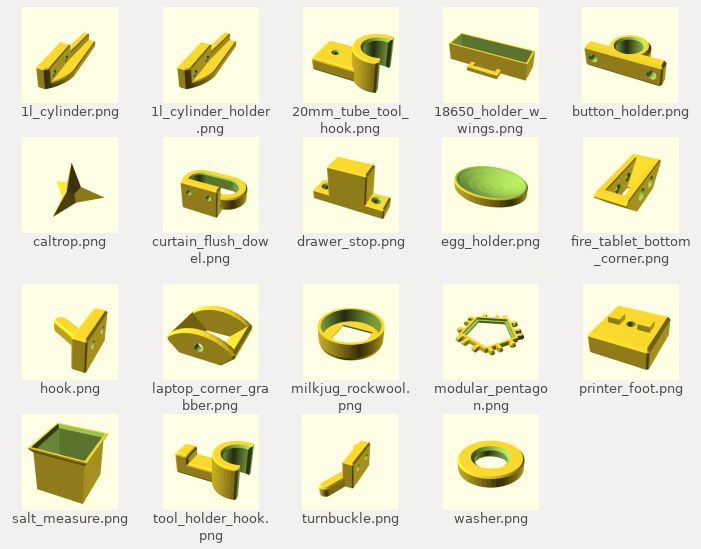 1l_cylinder.png
1l_cylinder_holder
.png
20mm_tube_tool_
hook.png
18650_holder_w_
wings.png
button_holder.png
caltrop.png
curtain_flush_dow
el.png
drawer_stop.png
egg_holder.png
fire_tablet_bottom
_corner.png
hook.png
laptop_corner_gra
bber.png
milkjug_rockwool.
png
modular_pentago
n.png
printer_foot.png
salt_measure.png
tool_holder_hook.
png
turnbuckle.png
washer.png